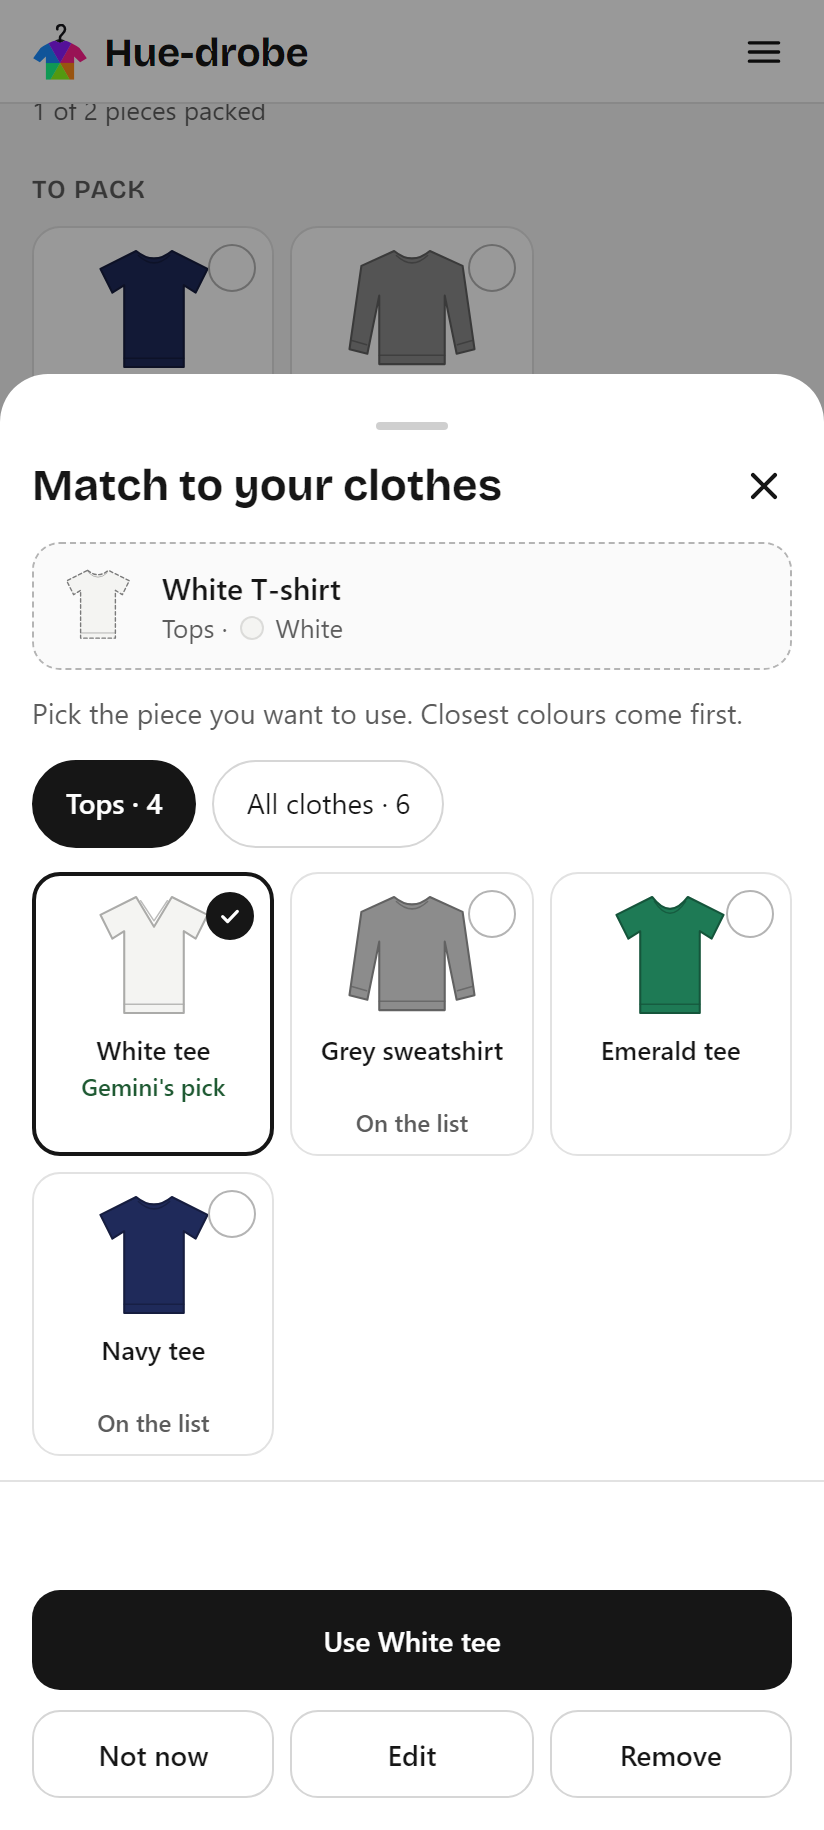 Hue-drobe
1 of 2 pieces packed
TO PACK
Match to your clothes
White T-shirt
Tops · White
Pick the piece you want to use. Closest colours come first.
Tops · 4
All clothes · 6
White tee
Gemini's pick
Grey sweatshirt
On the list
Emerald tee
Navy tee
On the list
Use White tee
Not now
Edit
Remove